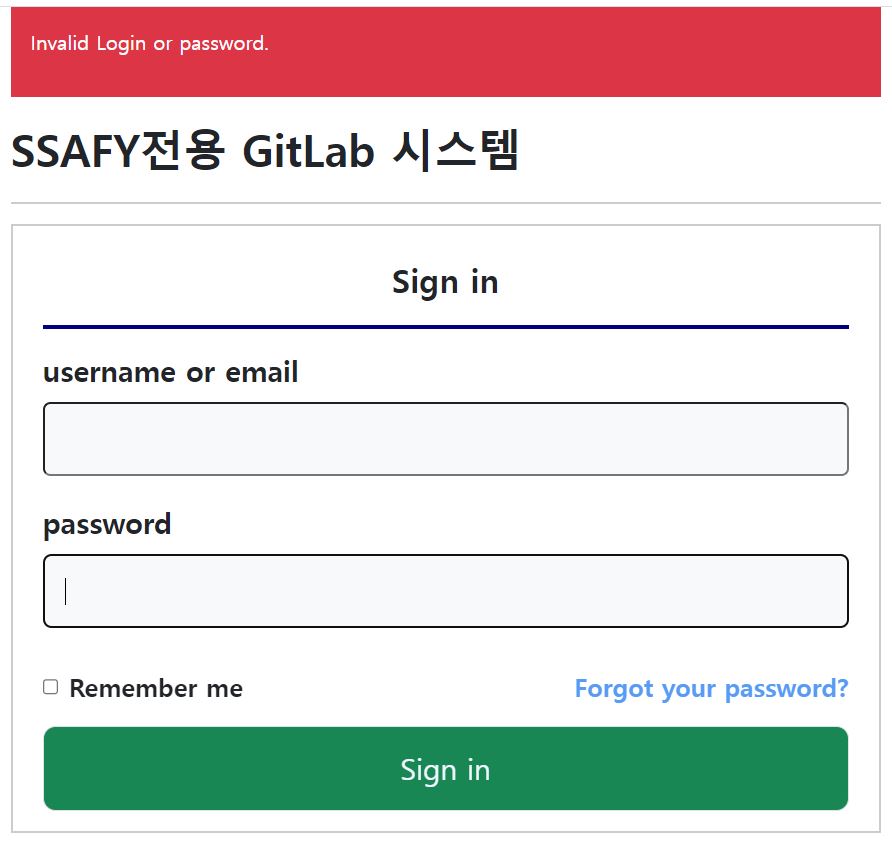 Invalid Login or password.
SSAFY전용 GitLab 시스템
Sign in
username or email
password
Remember me
Forgot your password?
Sign in